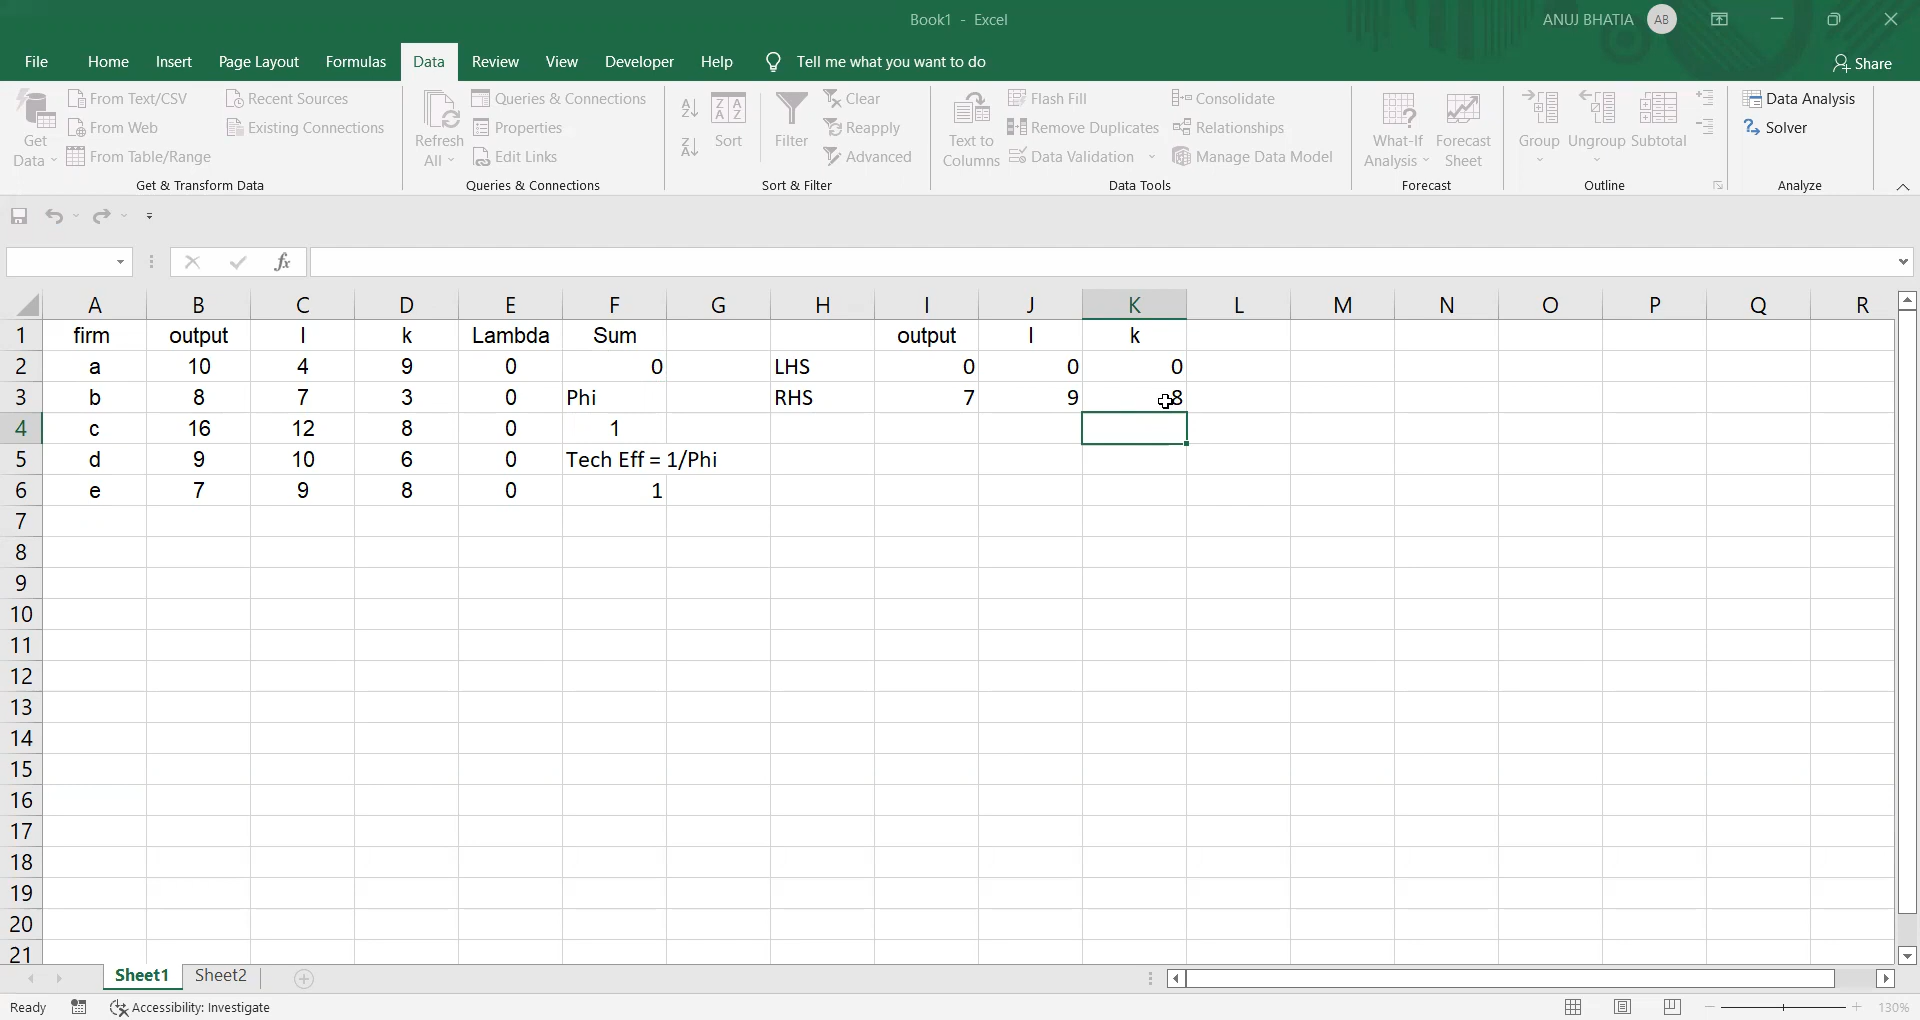 Book1 - Excel
ANUJ BHATIA AB
File Home Insert Page Layout Formulas Data Review View Developer Help Tell me what you want to do Share
Get Data
From Text/CSV
From Web
From Table/Range
Recent Sources
Existing Connections
Get & Transform Data
Refresh All
Queries & Connections
Properties
Edit Links
Queries & Connections
Sort
Filter
Clear
Reapply
Advanced
Sort & Filter
Text to Columns
Flash Fill
Remove Duplicates
Data Validation
Consolidate
Relationships
Manage Data Model
Data Tools
What-If Analysis
Forecast Sheet
Forecast
Group
Ungroup
Subtotal
Outline
Data Analysis
Solver
Analyze
fx
A B C D E F G H I J K L M N O P Q R
1 firm output l k Lambda Sum output l k
2 a 10 4 9 0 0 LHS 0 0 0
3 b 8 7 3 0 Phi RHS 7 9 8
4 c 16 12 8 0 1
5 d 9 10 6 0 Tech Eff = 1/Phi
6 e 7 9 8 0 1
7
8
9
10
11
12
13
14
15
16
17
18
19
20
21
Sheet1 Sheet2
Ready Accessibility: Investigate 130%